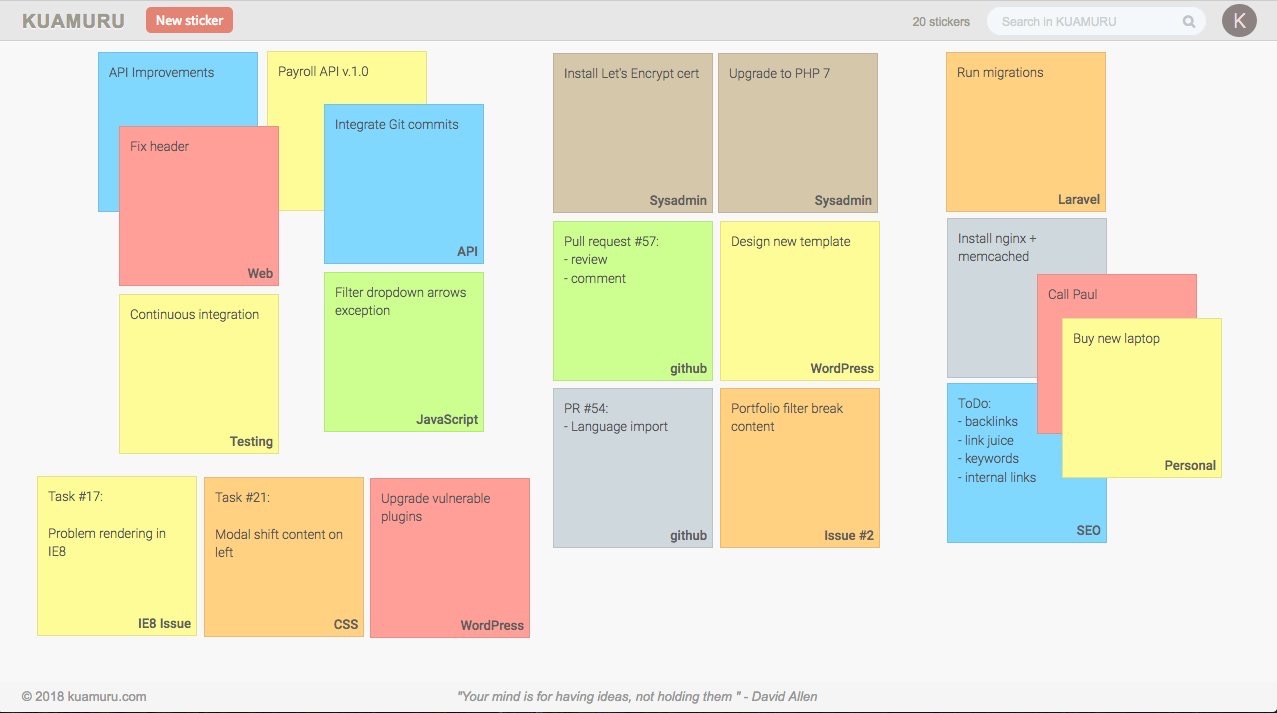 KUAMURU
New sticker
20 stickers
Search in KUAMURU
K
API Improvements
Payroll API v.1.0
Integrate Git commits
API
Fix header
Web
Continuous integration
Testing
Filter dropdown arrows
exception
JavaScript
Task #17:
Problem rendering in
IE8
IE8 Issue
Task #21:
Modal shift content on
left
CSS
Upgrade vulnerable
plugins
WordPress
Install Let's Encrypt cert
Sysadmin
Upgrade to PHP 7
Sysadmin
Pull request #57:
- review
- comment
github
Design new template
WordPress
PR #54:
- Language import
github
Portfolio filter break
content
Issue #2
Run migrations
Laravel
Install nginx +
memcached
Call Paul
Buy new laptop
Personal
ToDo:
- backlinks
- link juice
- keywords
- internal links
SEO
© 2018 kuamuru.com
"Your mind is for having ideas, not holding them " - David Allen